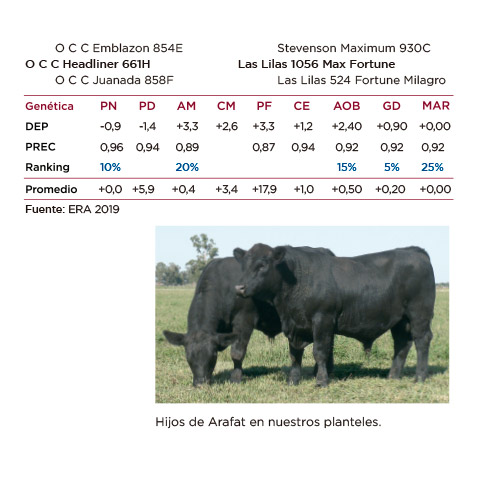 O C C Emblazon 854E Stevenson Maximum 930C
O C C Headliner 661H Las Lilas 1056 Max Fortune
O C C Juanada 858F Las Lilas 524 Fortune Milagro
Genética PN PD AM CM PF CE AOB GD MAR
DEP -0,9 -1,4 +3,3 +2,6 +3,3 +1,2 +2,40 +0,90 +0,00
PREC 0,96 0,94 0,89 0,87 0,94 0,92 0,92 0,92
Ranking 10% 20% 15% 5% 25%
Promedio +0,0 +5,9 +0,4 +3,4 +17,9 +1,0 +0,50 +0,20 +0,00
Fuente: ERA 2019
Hijos de Arafat en nuestros planteles.